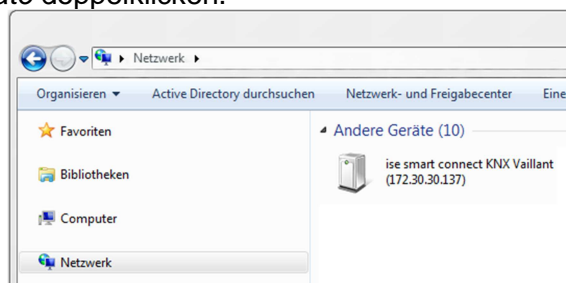 doppelklicken.
Netzwerk
Organisieren Active Directory durchsuchen Netzwerk- und Freigabecenter Eine
Favoriten
Andere Geräte (10)
ise smart connect KNX Vaillant
(172.30.30.137)
Bibliotheken
Computer
Netzwerk